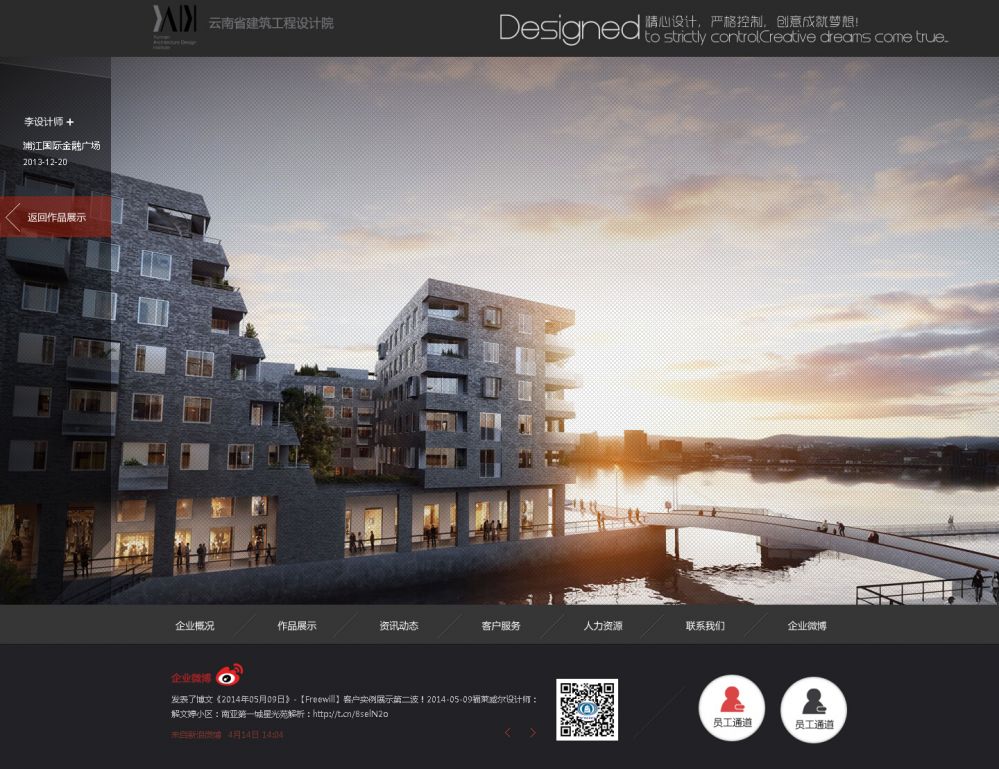 云南省建筑工程设计院
Yunnan
Architecture Design
Institute
Designed
精心设计，严格控制，创意成就梦想!
to strictly control.Creative dreams come true...
李设计师 +
浦江国际金融广场
2013-12-20
返回作品展示
企业概况
作品展示
资讯动态
客户服务
人力资源
联系我们
企业微博
企业微博
发表了博文《2014年05月09日》-【Freewill】客户实例展示第二波！2014-05-09福莱威尔设计师：
解文婷小区：南亚第一城星光苑解析：http://t.cn/8selN2o
来自新浪微博 4月14日 14:04
员工通道
员工通道